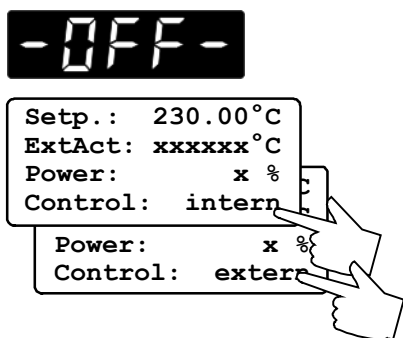 -OFF-
Setp.: 230.00°C
ExtAct: xxxxxx°C
Power: x %
Control: intern
C
Power: x %
Control: extern